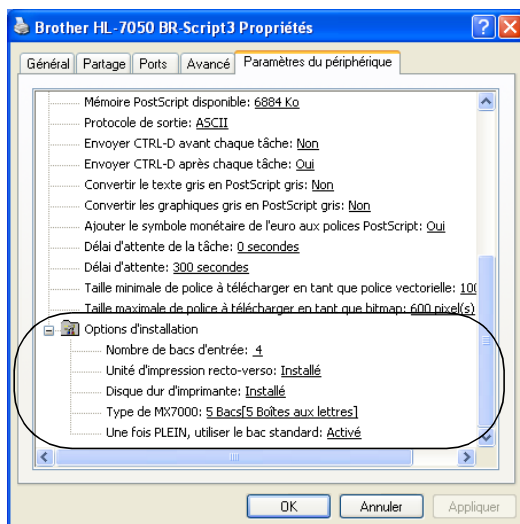 Brother HL-7050 BR-Script3 Propriétés
Général Partage Ports Avancé Paramètres du périphérique
Mémoire PostScript disponible: 6884 Ko
Protocole de sortie: ASCII
Envoyer CTRL-D avant chaque tâche: Non
Envoyer CTRL-D après chaque tâche: Oui
Convertir le texte gris en PostScript gris: Non
Convertir les graphiques gris en PostScript gris: Non
Ajouter le symbole monétaire de l'euro aux polices PostScript: Oui
Délai d'attente de la tâche: 0 secondes
Délai d'attente: 300 secondes
Taille minimale de police à télécharger en tant que police vectorielle:
Taille maximale de police à télécharger en tant que bitmap: 600 pixel(s)
Options d'installation
Nombre de bacs d'entrée: 4
Unité d'impression recto-verso: Installé
Disque dur d'imprimante: Installé
Type de MX7000: 5 Bacs[5 Boîtes aux lettres]
Une fois PLEIN, utiliser le bac standard: Activé
OK Annuler Appliquer